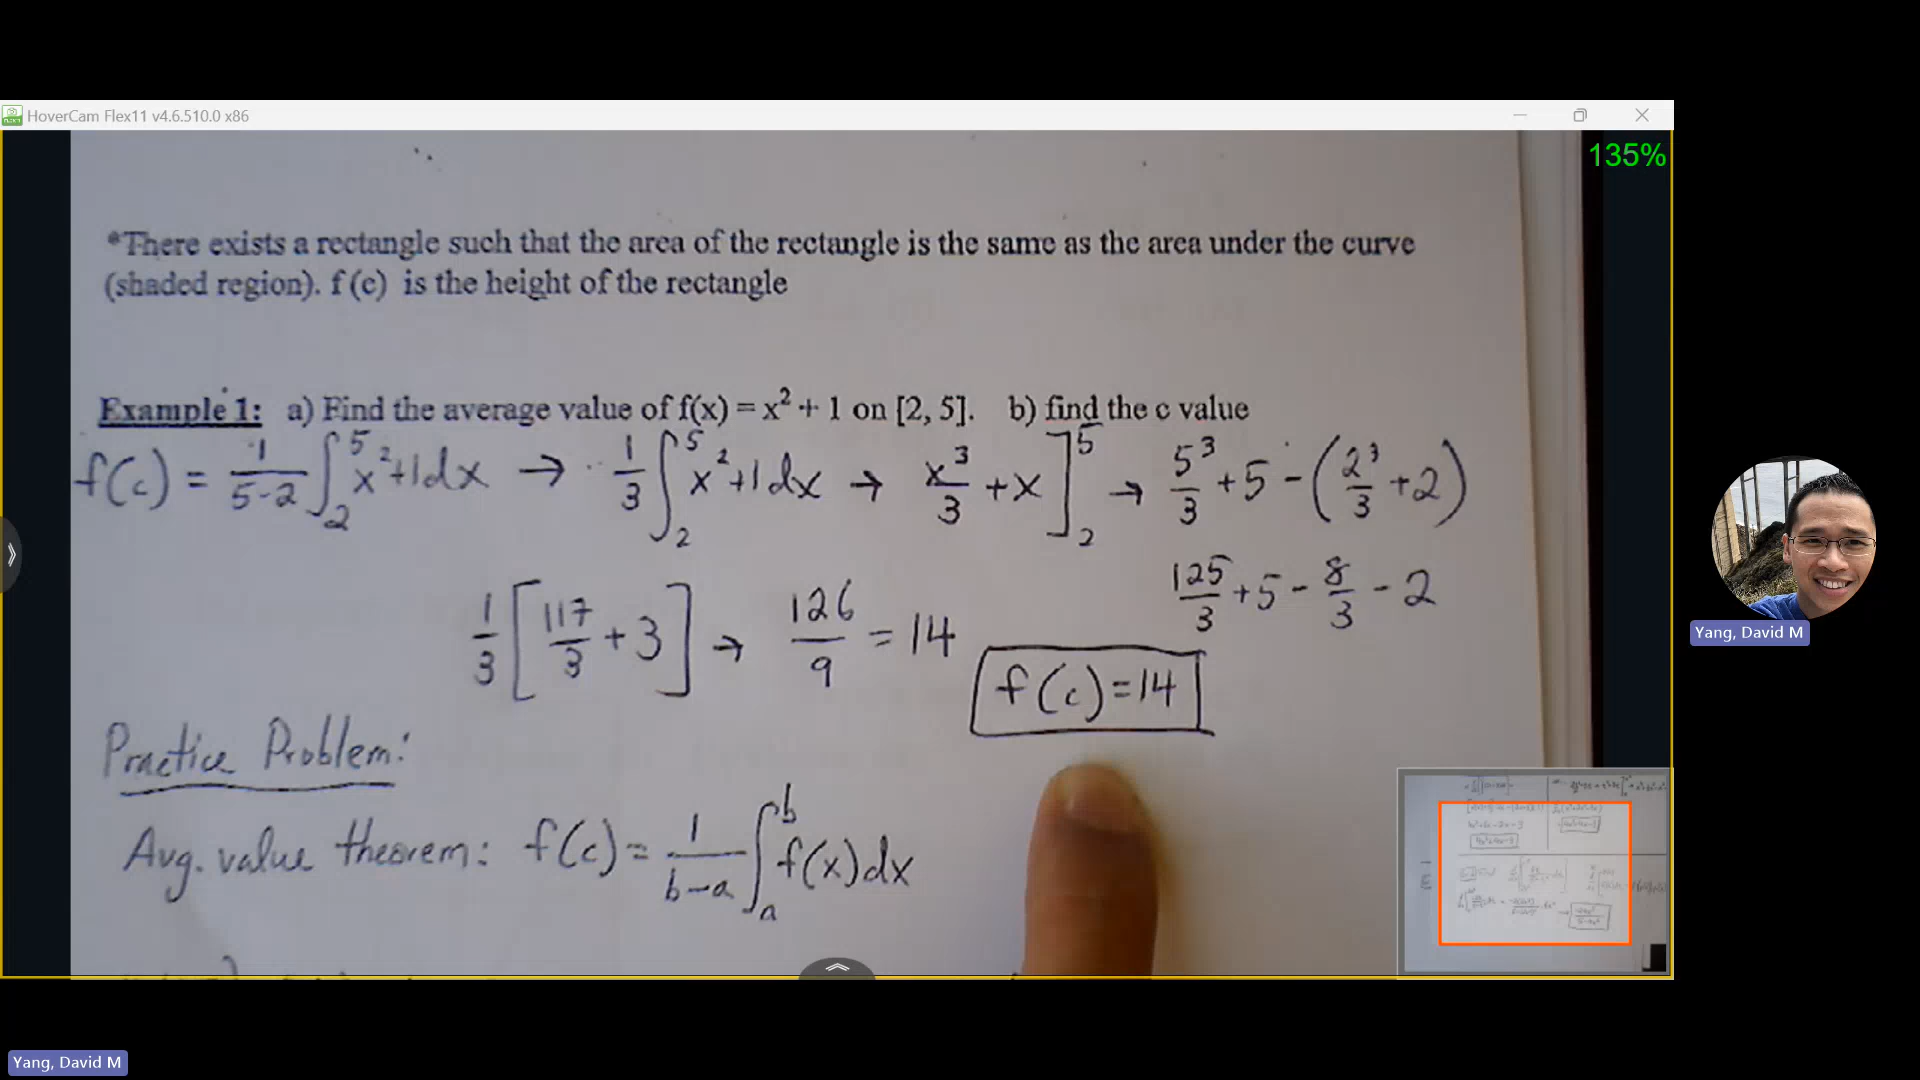 HoverCam Flex11 v4.6.510.0 x86
135%
*There exists a rectangle such that the area of the rectangle is the same as the area under the curve
(shaded region). f (c) is the height of the rectangle
Example 1: a) Find the average value of f(x) = x² + 1 on [2, 5]. b) find the c value
f(c) = 1/(5-2) ∫₂⁵ x²+1dx → 1/3 ∫₂⁵ x²+1dx → x³/3 + x]₂⁵ → 5³/3 + 5 - (2³/3 + 2)
125/3 + 5 - 8/3 - 2
1/3 [117/3 + 3] → 126/9 = 14
f(c) = 14
Practice Problem:
Avg. value theorem: f(c) = 1/(b-a) ∫ₐᵇ f(x)dx
Yang, David M
Yang, David M